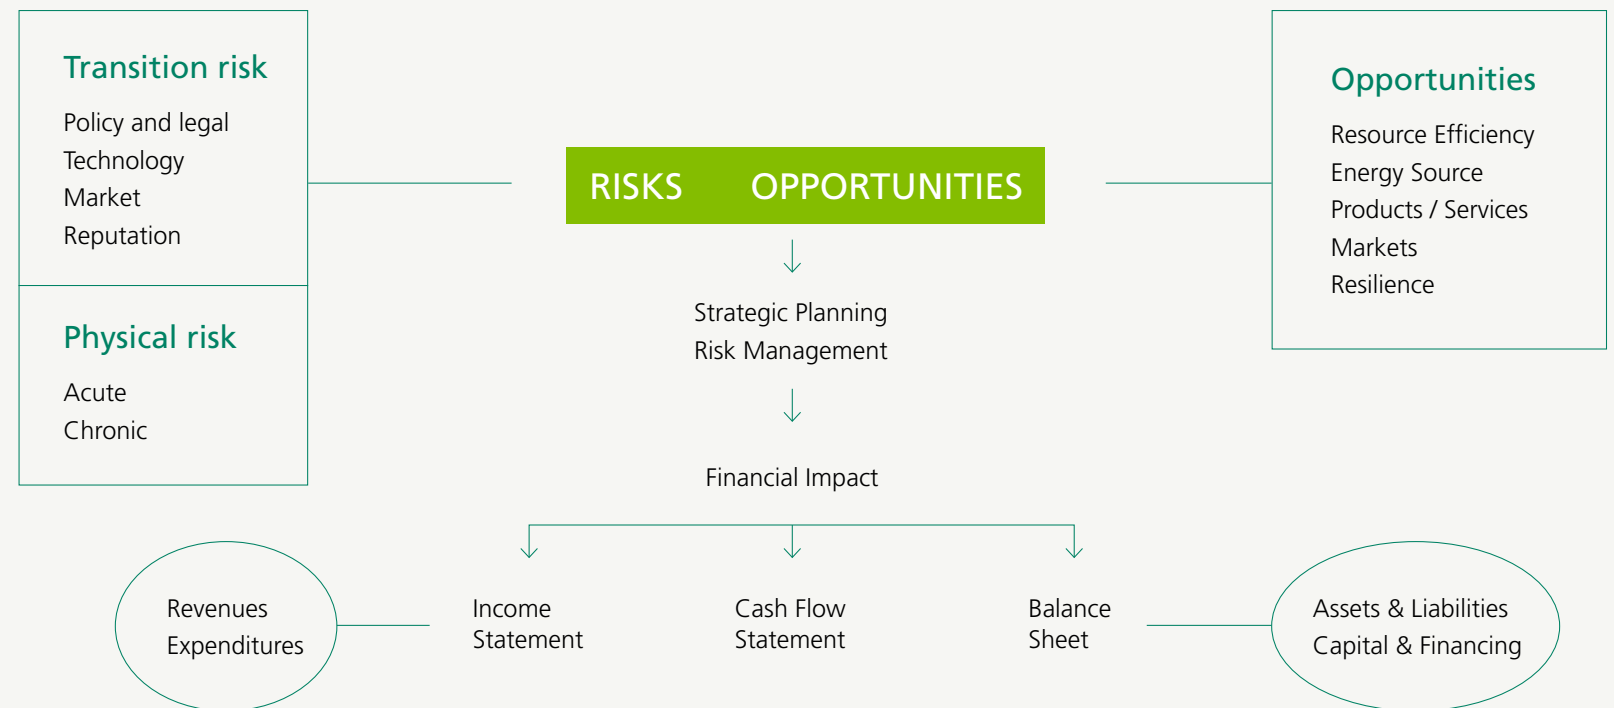 Transition risk
Policy and legal
Technology
Market
Reputation
Physical risk
Acute
Chronic
RISKS OPPORTUNITIES
Strategic Planning
Risk Management
Financial Impact
Opportunities
Resource Efficiency
Energy Source
Products / Services
Markets
Resilience
Revenues
Expenditures
Income
Statement
Cash Flow
Statement
Balance
Sheet
Assets & Liabilities
Capital & Financing